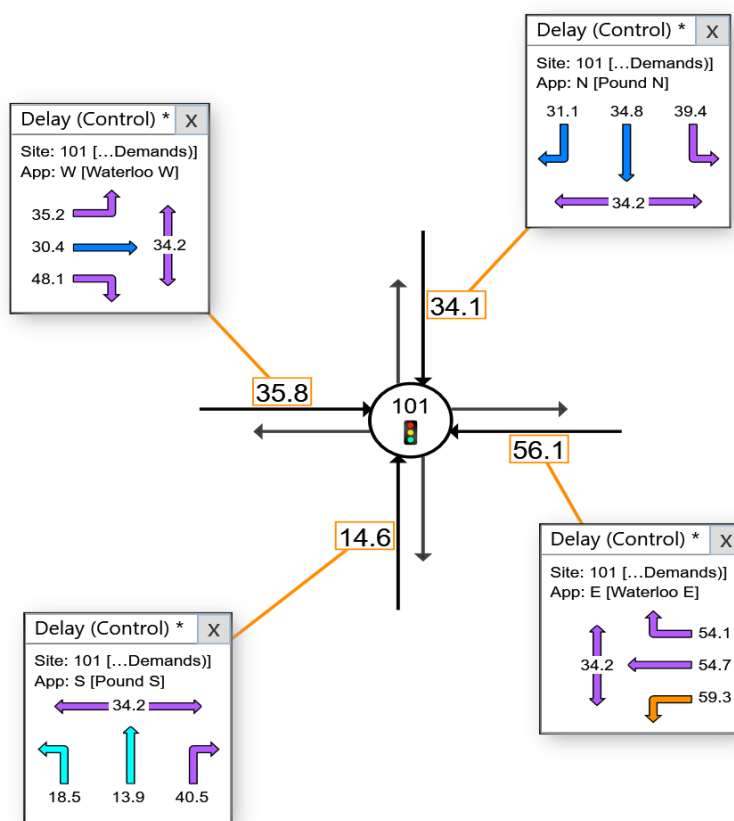 Delay (Control) * x
Site: 101 [...Demands)]
App: N [Pound N]
31.1 34.8 39.4
34.2
Delay (Control) * x
Site: 101 [...Demands)]
App: W [Waterloo W]
35.2
30.4
34.2
48.1
34.1
35.8
101
56.1
14.6
Delay (Control) * x
Site: 101 [...Demands)]
App: E [Waterloo E]
54.1
34.2
54.7
59.3
Delay (Control) * x
Site: 101 [...Demands)]
App: S [Pound S]
34.2
18.5 13.9 40.5